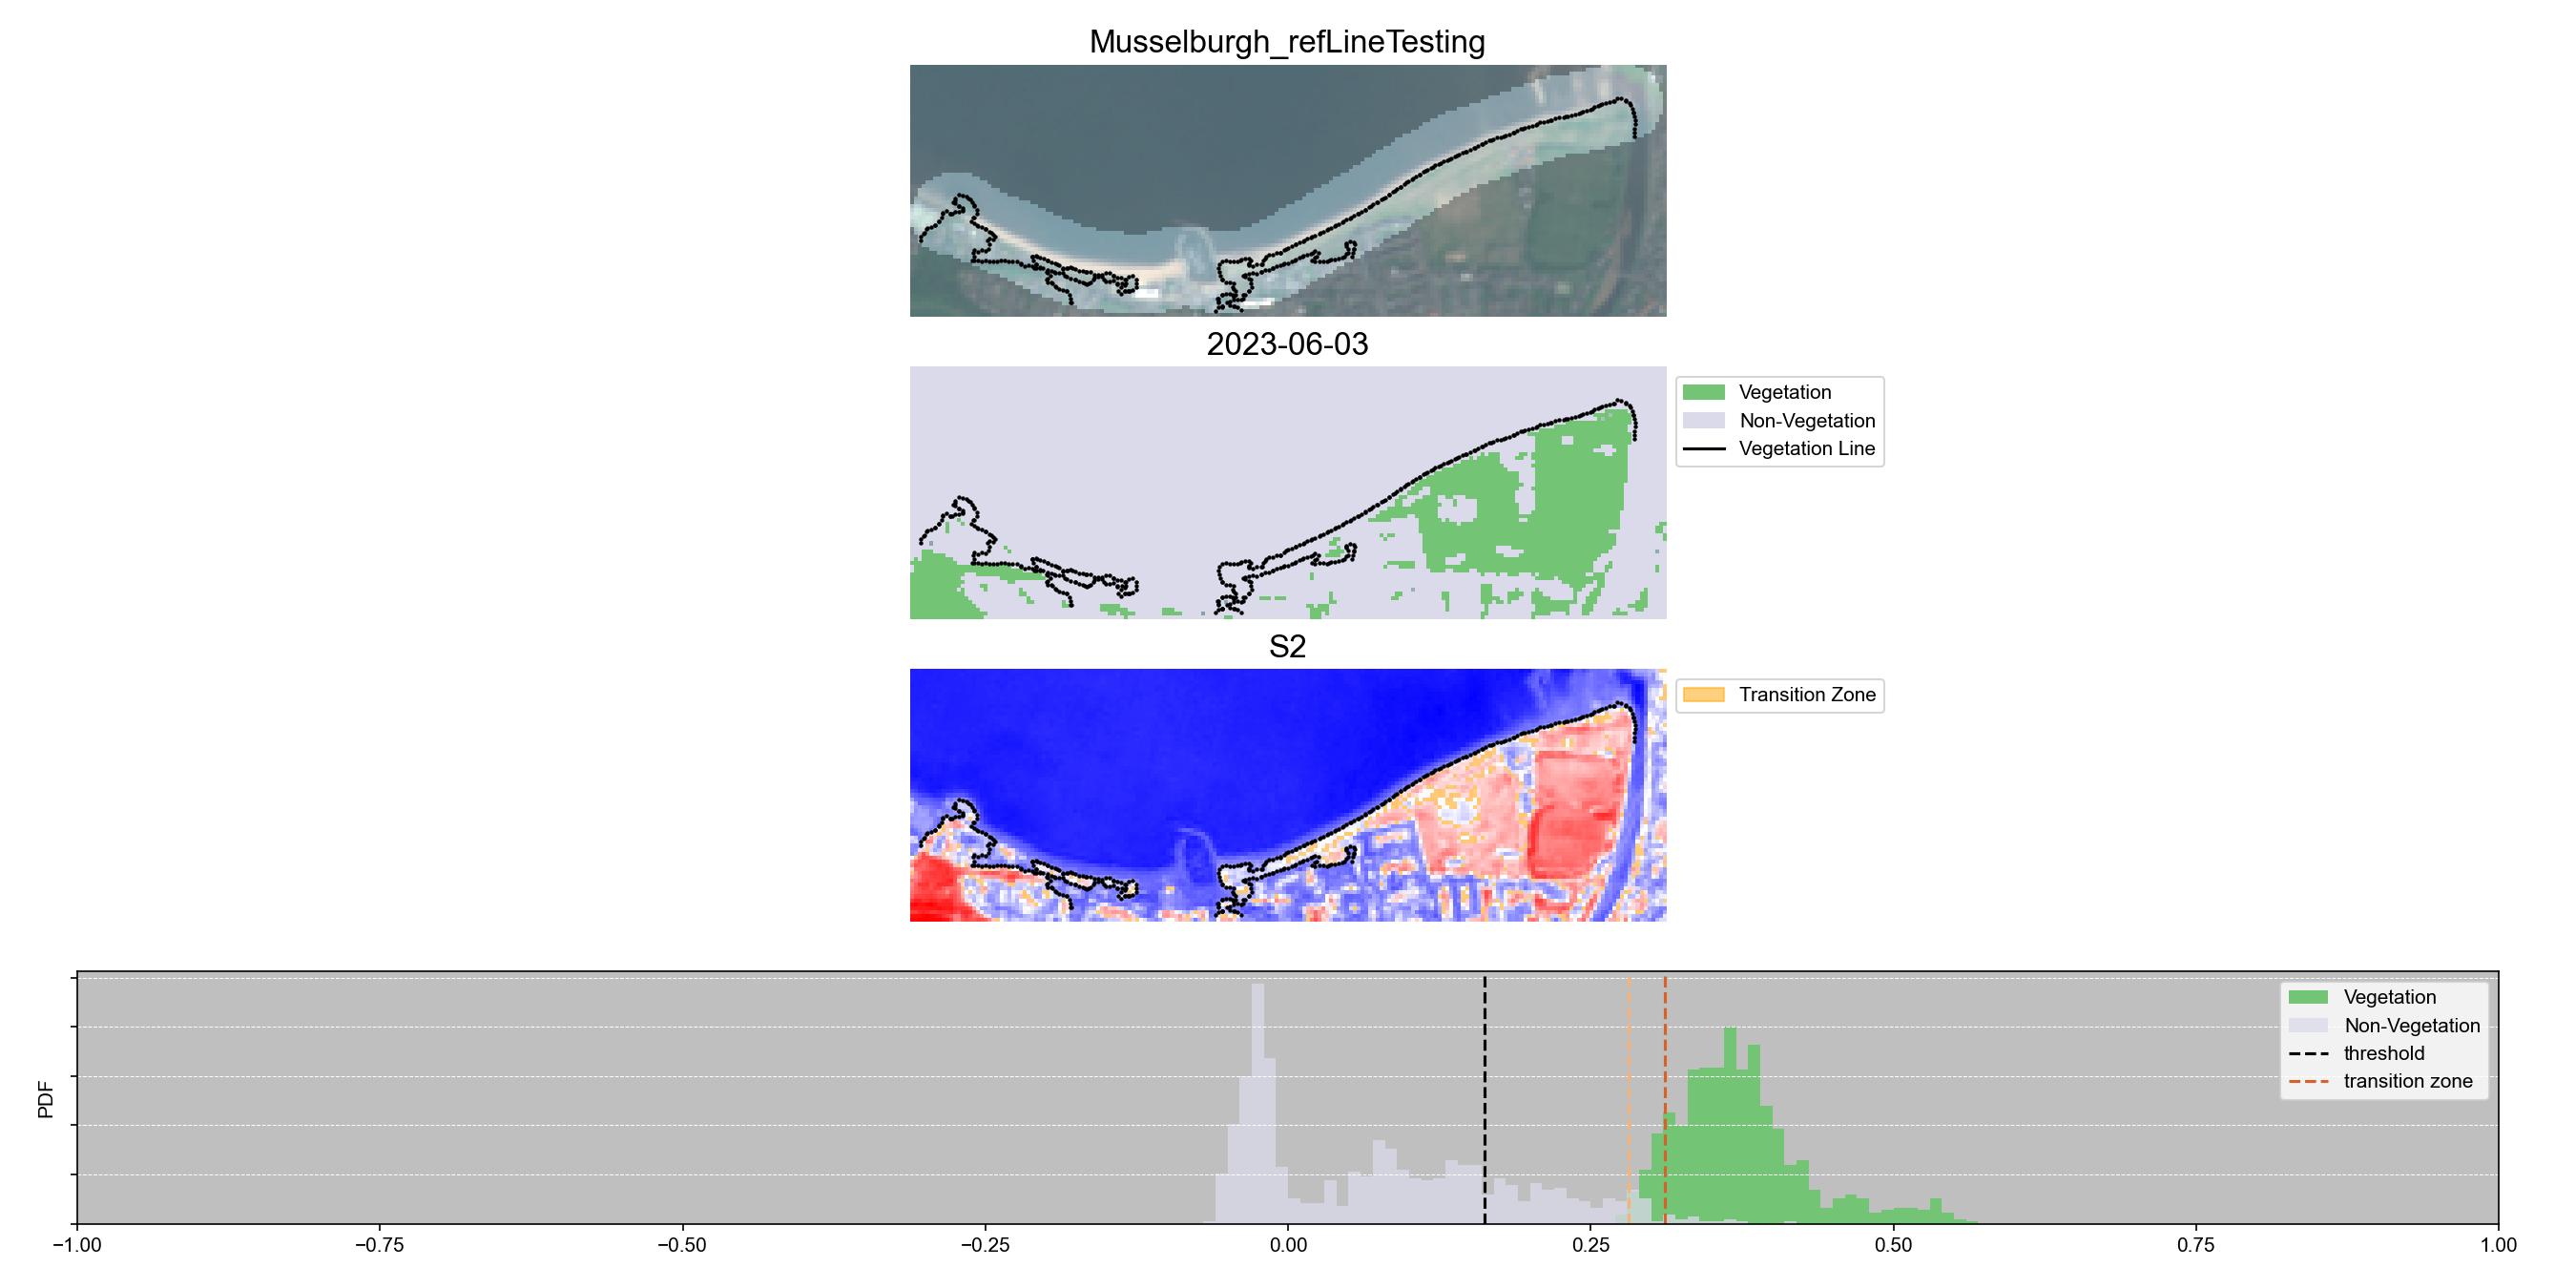 Musselburgh_refLineTesting
2023-06-03
Vegetation
Non-Vegetation
Vegetation Line
S2
Transition Zone
Vegetation
Non-Vegetation
threshold
transition zone
PDF
−1.00 −0.75 −0.50 −0.25 0.00 0.25 0.50 0.75 1.00